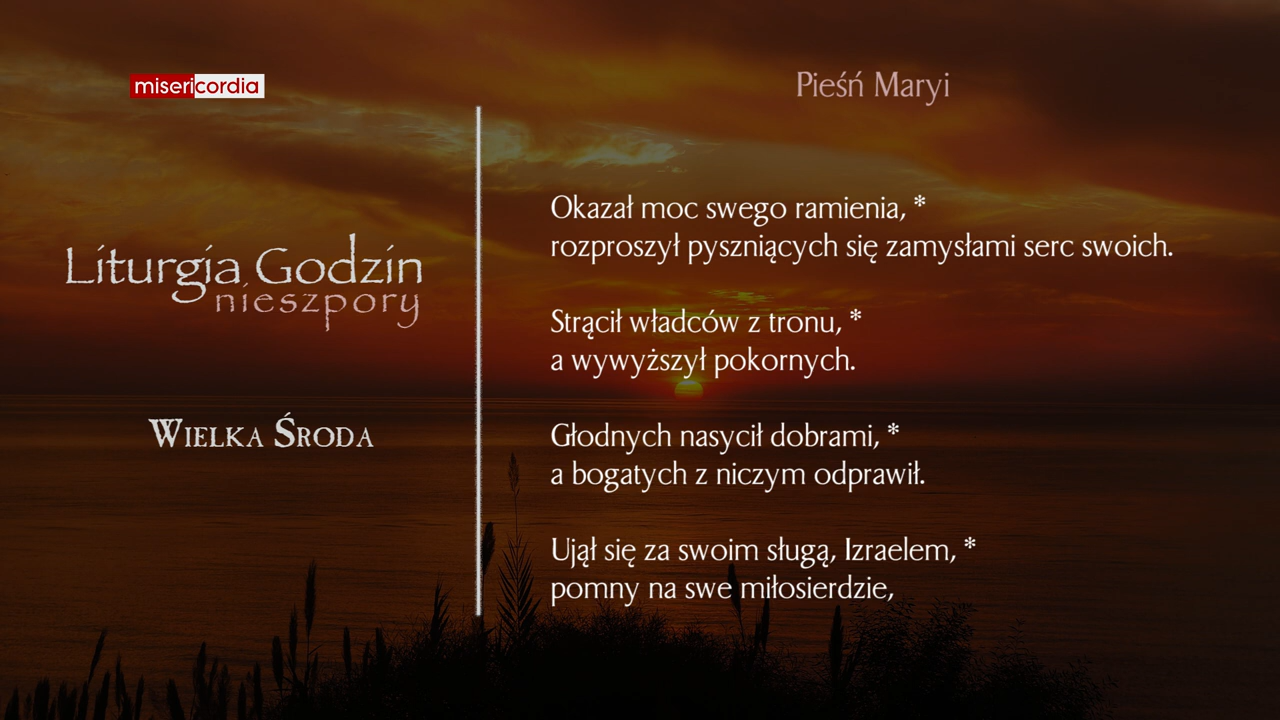 misericordia
Liturgia Godzin
nieszpory
Wielka Środa
Pieśń Maryi
Okazał moc swego ramienia, *
rozproszył pyszniących się zamysłami serc swoich.
Strącił władców z tronu, *
a wywyższył pokornych.
Głodnych nasycił dobrami, *
a bogatych z niczym odprawił.
Ujął się za swoim sługą, Izraelem, *
pomny na swe miłosierdzie,